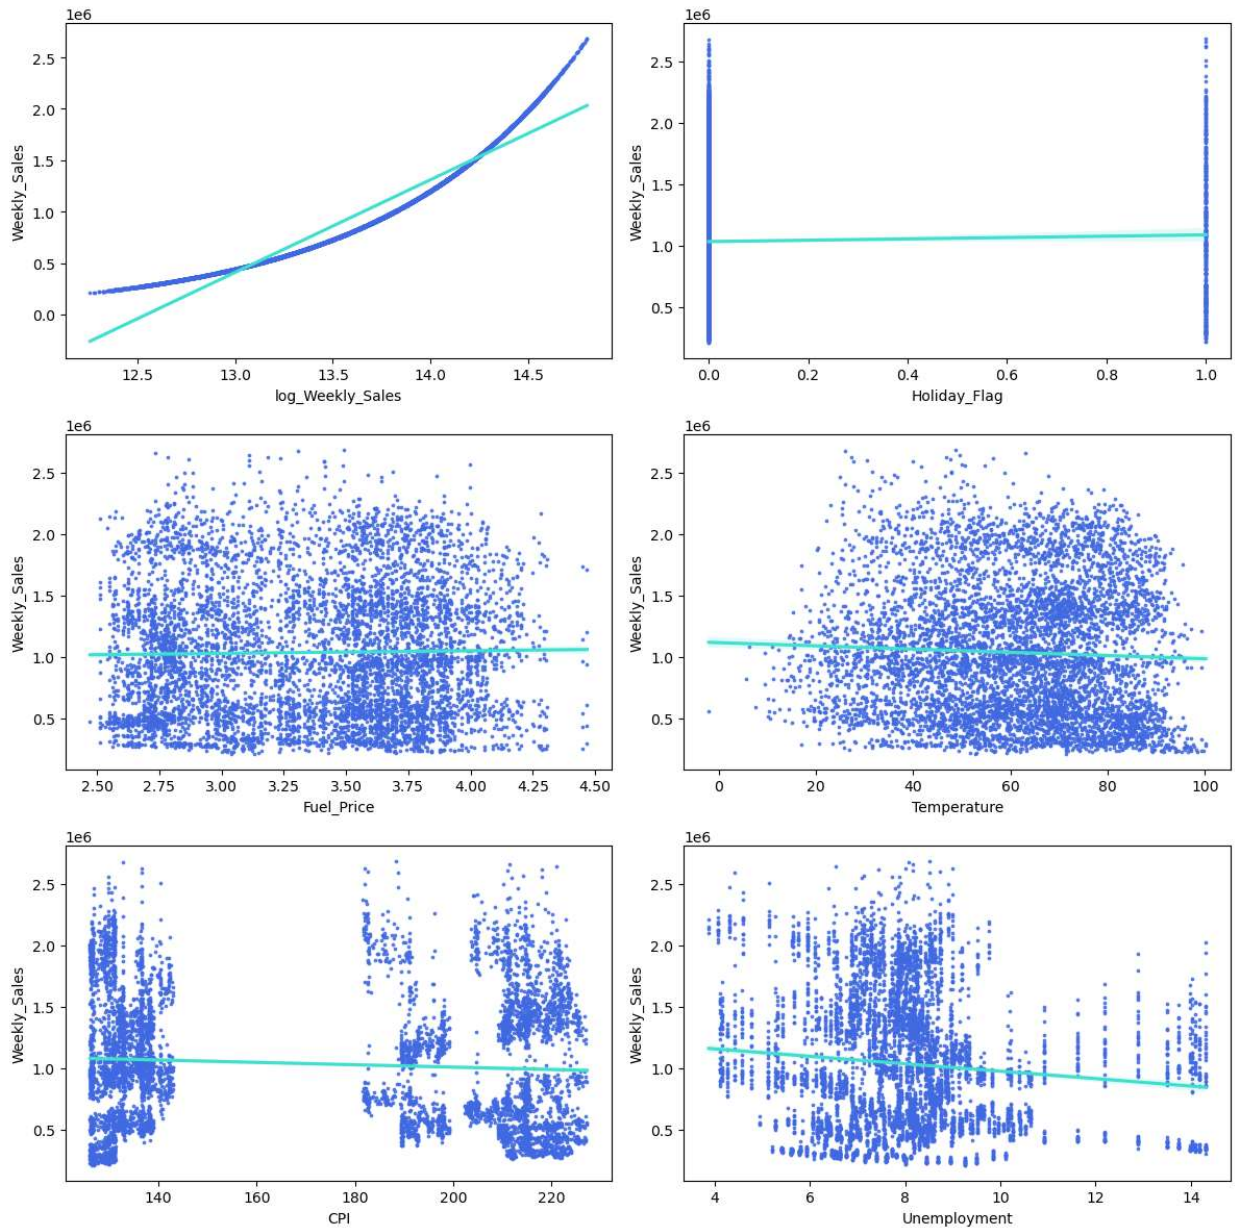 1e6
2.5
2.0
1.5
1.0
0.5
0.0
Weekly_Sales
12.5 13.0 13.5 14.0 14.5
log_Weekly_Sales
1e6
2.5
2.0
1.5
1.0
0.5
Weekly_Sales
0.0 0.2 0.4 0.6 0.8 1.0
Holiday_Flag
1e6
2.5
2.0
1.5
1.0
0.5
Weekly_Sales
2.50 2.75 3.00 3.25 3.50 3.75 4.00 4.25 4.50
Fuel_Price
1e6
2.5
2.0
1.5
1.0
0.5
Weekly_Sales
0 20 40 60 80 100
Temperature
1e6
2.5
2.0
1.5
1.0
0.5
Weekly_Sales
140 160 180 200 220
CPI
1e6
2.5
2.0
1.5
1.0
0.5
Weekly_Sales
4 6 8 10 12 14
Unemployment